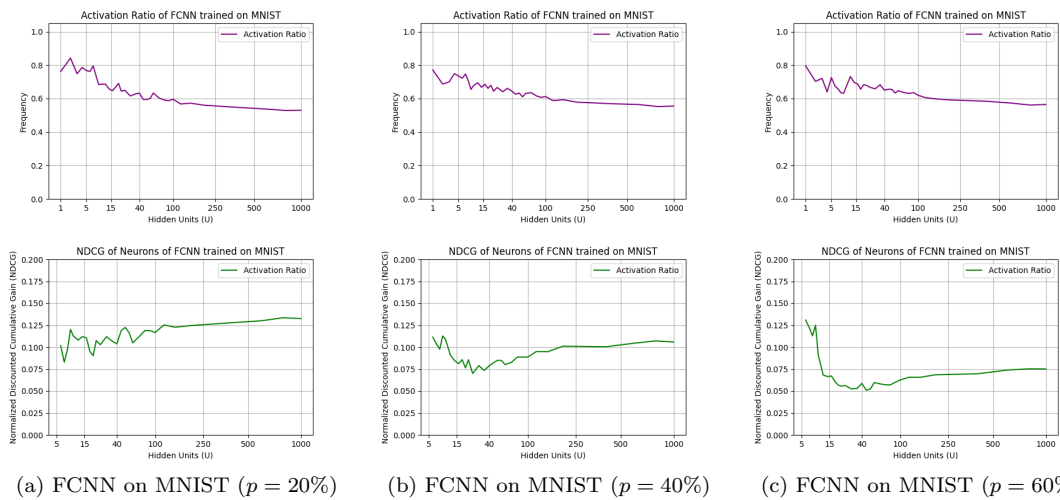 Activation Ratio of FCNN trained on MNIST
Activation Ratio
Frequency
1.0
0.8
0.6
0.4
0.2
0.0
1 5 15 40 100 250 500 1000
Hidden Units (U)
Activation Ratio of FCNN trained on MNIST
Activation Ratio
Frequency
1.0
0.8
0.6
0.4
0.2
0.0
1 5 15 40 100 250 500 1000
Hidden Units (U)
Activation Ratio of FCNN trained on MNIST
Activation Ratio
Frequency
1.0
0.8
0.6
0.4
0.2
0.0
1 5 15 40 100 250 500 1000
Hidden Units (U)
NDCG of Neurons of FCNN trained on MNIST
Activation Ratio
Normalized Discounted Cumulative Gain (NDCG)
0.200
0.175
0.150
0.125
0.100
0.075
0.050
0.025
0.000
5 15 40 100 250 500 1000
Hidden Units (U)
NDCG of Neurons of FCNN trained on MNIST
Activation Ratio
Normalized Discounted Cumulative Gain (NDCG)
0.200
0.175
0.150
0.125
0.100
0.075
0.050
0.025
0.000
5 15 40 100 250 500 1000
Hidden Units (U)
NDCG of Neurons of FCNN trained on MNIST
Activation Ratio
Normalized Discounted Cumulative Gain (NDCG)
0.200
0.175
0.150
0.125
0.100
0.075
0.050
0.025
0.000
5 15 40 100 250 500 1000
Hidden Units (U)
(a) FCNN on MNIST (p = 20%)
(b) FCNN on MNIST (p = 40%)
(c) FCNN on MNIST (p = 60%